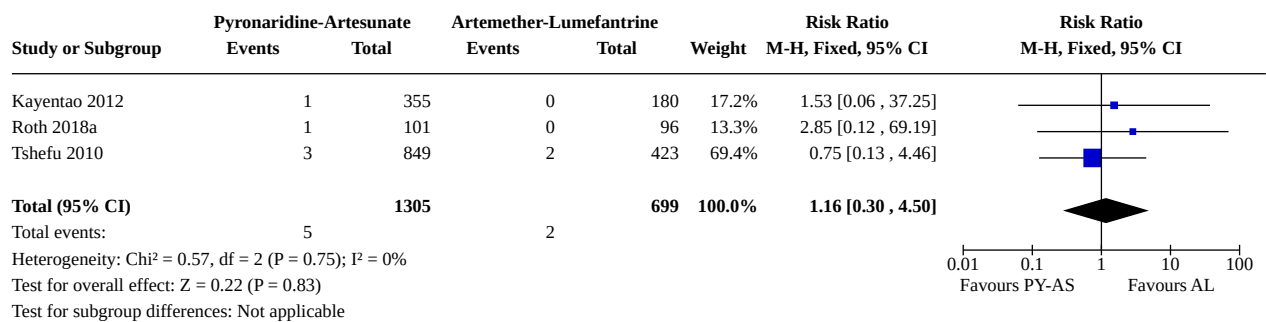 Pyronaridine-Artesunate Artemether-Lumefantrine Risk Ratio Risk Ratio
Study or Subgroup Events Total Events Total Weight M-H, Fixed, 95% CI M-H, Fixed, 95% CI
Kayentao 2012 1 355 0 180 17.2% 1.53 [0.06 , 37.25]
Roth 2018a 1 101 0 96 13.3% 2.85 [0.12 , 69.19]
Tshefu 2010 3 849 2 423 69.4% 0.75 [0.13 , 4.46]
Total (95% CI) 1305 699 100.0% 1.16 [0.30 , 4.50]
Total events: 5 2
Heterogeneity: Chi² = 0.57, df = 2 (P = 0.75); I² = 0%
Test for overall effect: Z = 0.22 (P = 0.83)
Test for subgroup differences: Not applicable
0.01 0.1 1 10 100
Favours PY-AS Favours AL